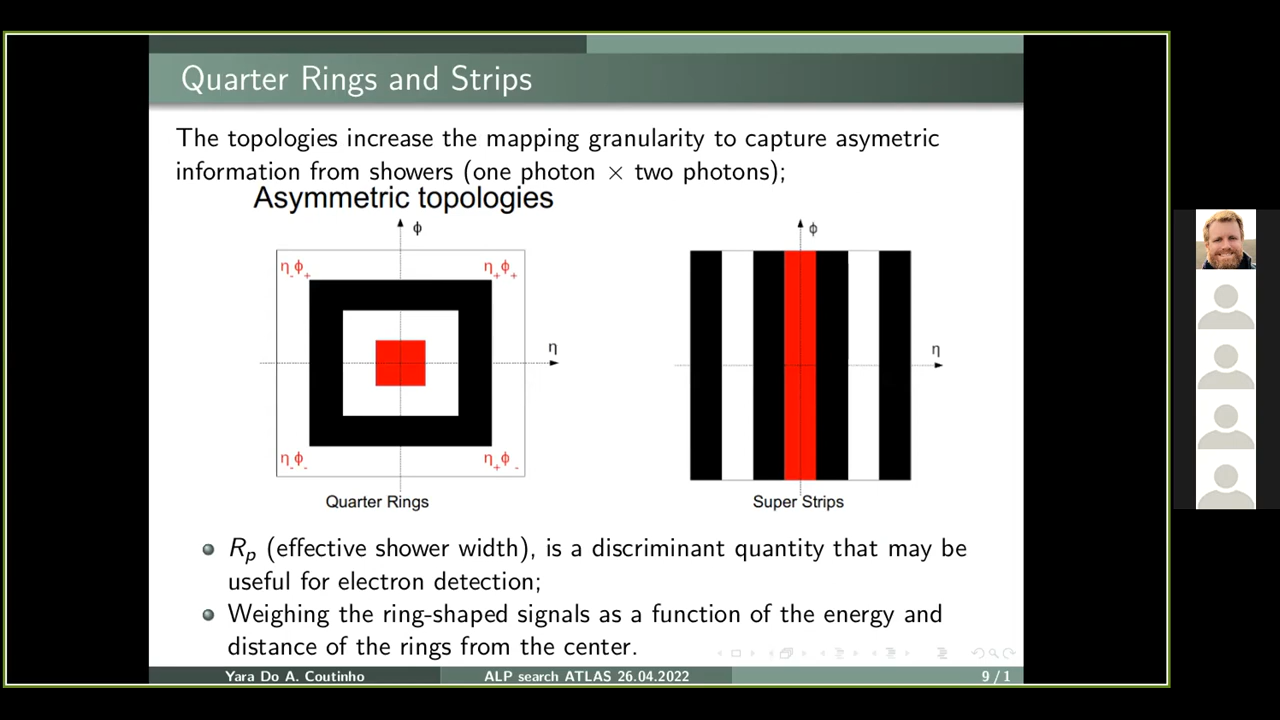 Quarter Rings and Strips
The topologies increase the mapping granularity to capture asymetric
information from showers (one photon × two photons);
Asymmetric topologies
ϕ
η₋ϕ₊
η₊ϕ₊
η
η₋ϕ₋
η₊ϕ₋
Quarter Rings
ϕ
η
Super Strips
Rₚ (effective shower width), is a discriminant quantity that may be
useful for electron detection;
Weighing the ring-shaped signals as a function of the energy and
distance of the rings from the center.
Yara Do A. Coutinho ALP search ATLAS 26.04.2022 9 / 1